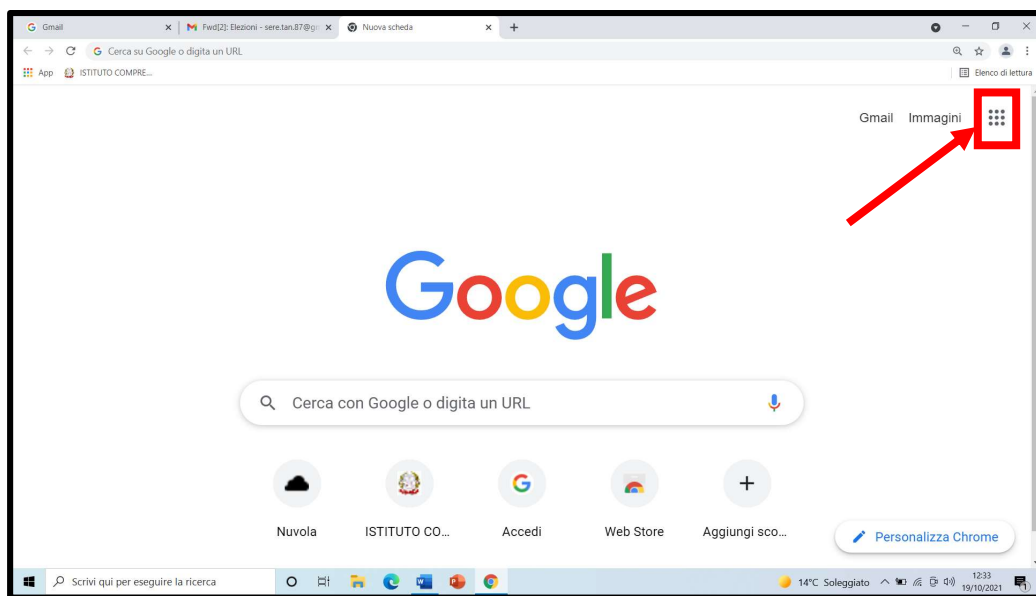 Gmail
Fwd[2]: Elezioni - sere.tan.87@gm
Nuova scheda
Cerca su Google o digita un URL
App ISTITUTO COMPRE... Elenco di lettura
Gmail Immagini
Google
Cerca con Google o digita un URL
Nuvola ISTITUTO CO... Accedi Web Store Aggiungi sco...
Personalizza Chrome
Scrivi qui per eseguire la ricerca 14°C Soleggiato 12:33
19/10/2021